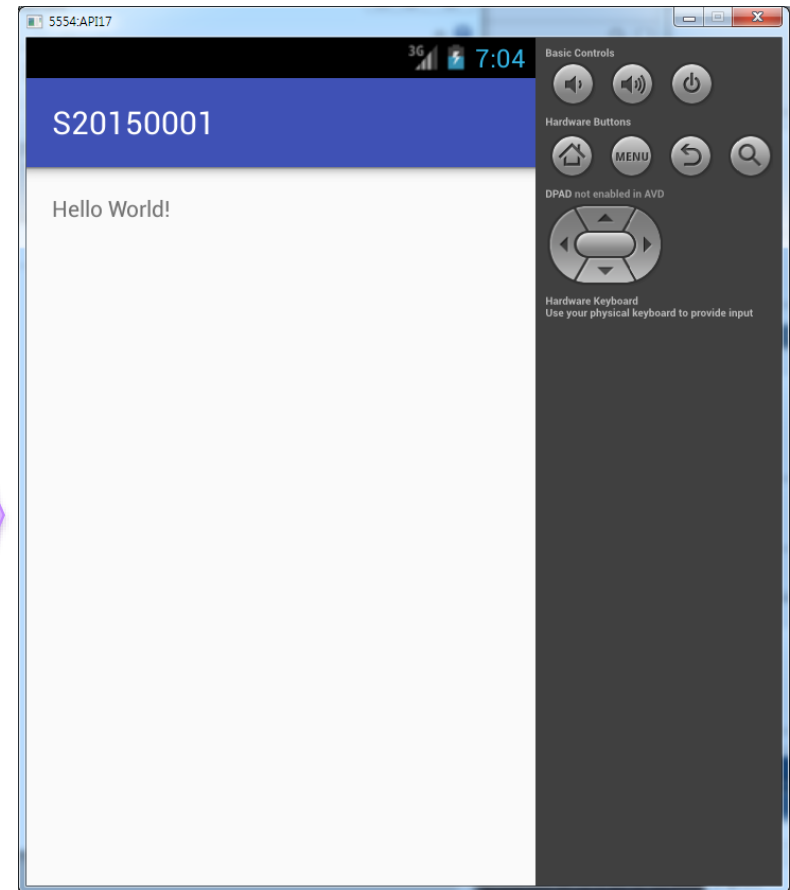 5554:API17
3G 7:04
Basic Controls
S20150001
Hardware Buttons
MENU
Hello World!
DPAD not enabled in AVD
Hardware Keyboard
Use your physical keyboard to provide input